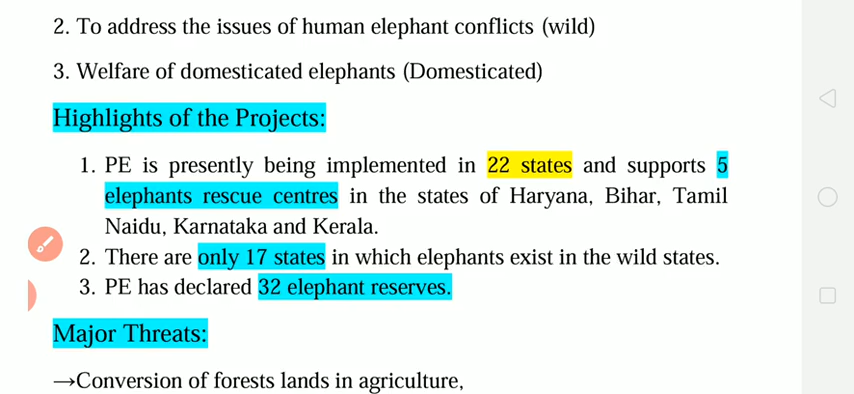 2. To address the issues of human elephant conflicts (wild)
3. Welfare of domesticated elephants (Domesticated)
Highlights of the Projects:
1. PE is presently being implemented in 22 states and supports 5
elephants rescue centres in the states of Haryana, Bihar, Tamil
Naidu, Karnataka and Kerala.
2. There are only 17 states in which elephants exist in the wild states.
3. PE has declared 32 elephant reserves.
Major Threats:
→Conversion of forests lands in agriculture,